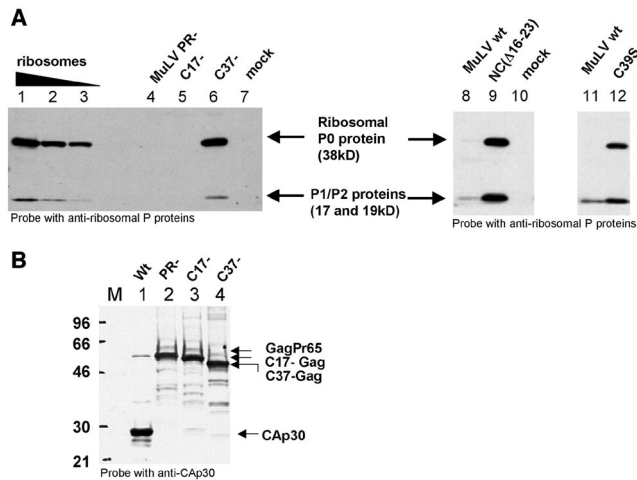 A
ribosomes
MuLV PR-
C17-
C37-
mock
1 2 3 4 5 6 7
Ribosomal
P0 protein
(38kD)
P1/P2 proteins
(17 and 19kD)
Probe with anti-ribosomal P proteins
MuLV wt
NC(Δ16-23)
mock
8 9 10
MuLV wt
C39S
11 12
Probe with anti-ribosomal P proteins
B
Wt
PR-
C17-
C37-
M 1 2 3 4
96
66
46
30
21
GagPr65
C17- Gag
C37-Gag
CAp30
Probe with anti-CAp30